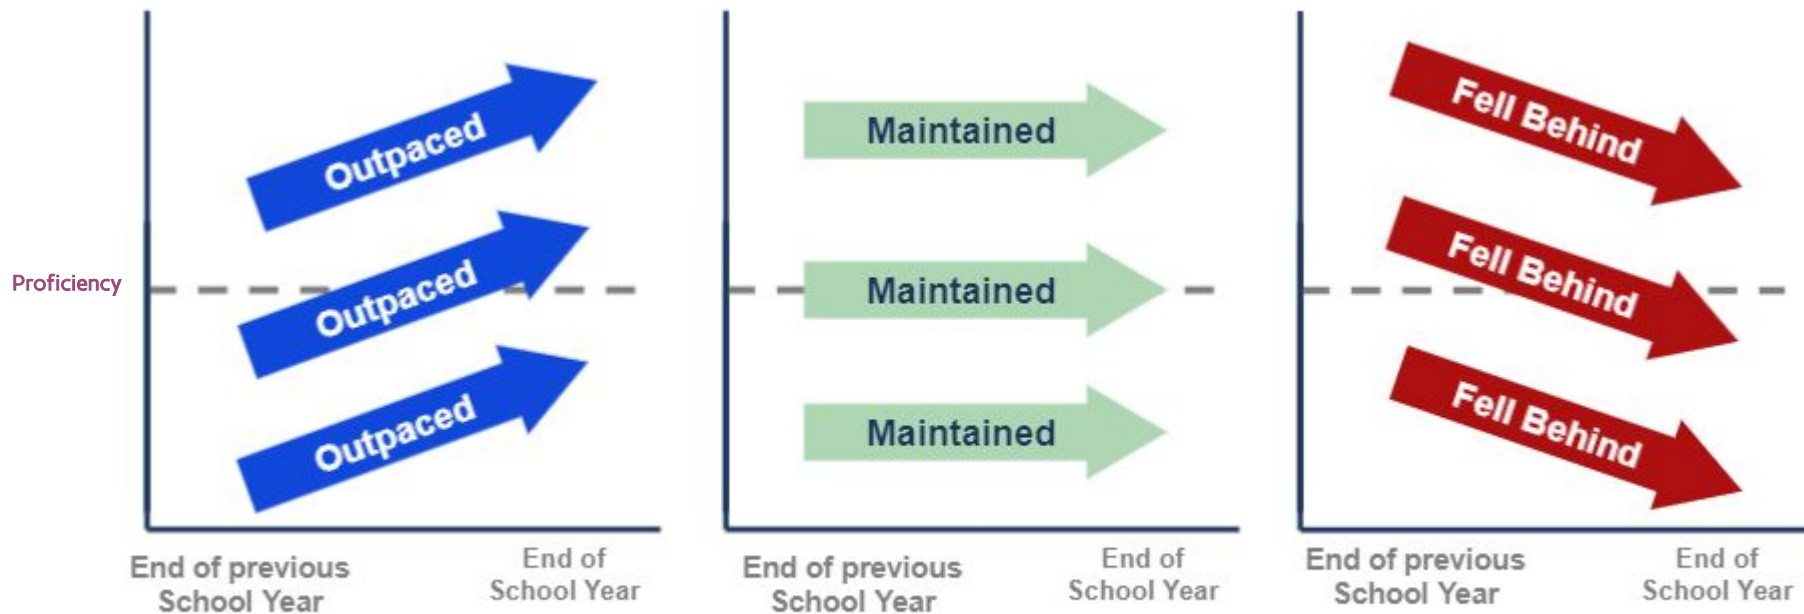 Outpaced
Outpaced
Outpaced
Maintained
Maintained
Maintained
Fell Behind
Fell Behind
Fell Behind
Proficiency
End of previous
School Year
End of
School Year
End of previous
School Year
End of
School Year
End of previous
School Year
End of
School Year